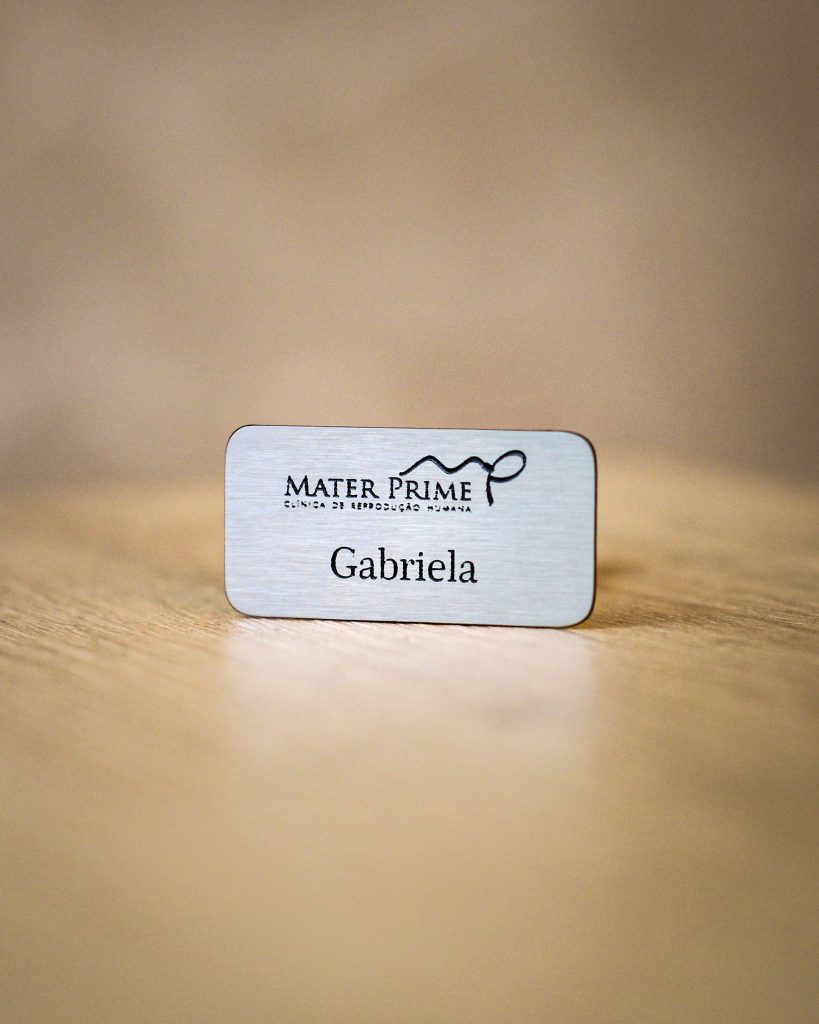 MATER PRIME
CLÍNICA DE REPRODUÇÃO HUMANA
Gabriela